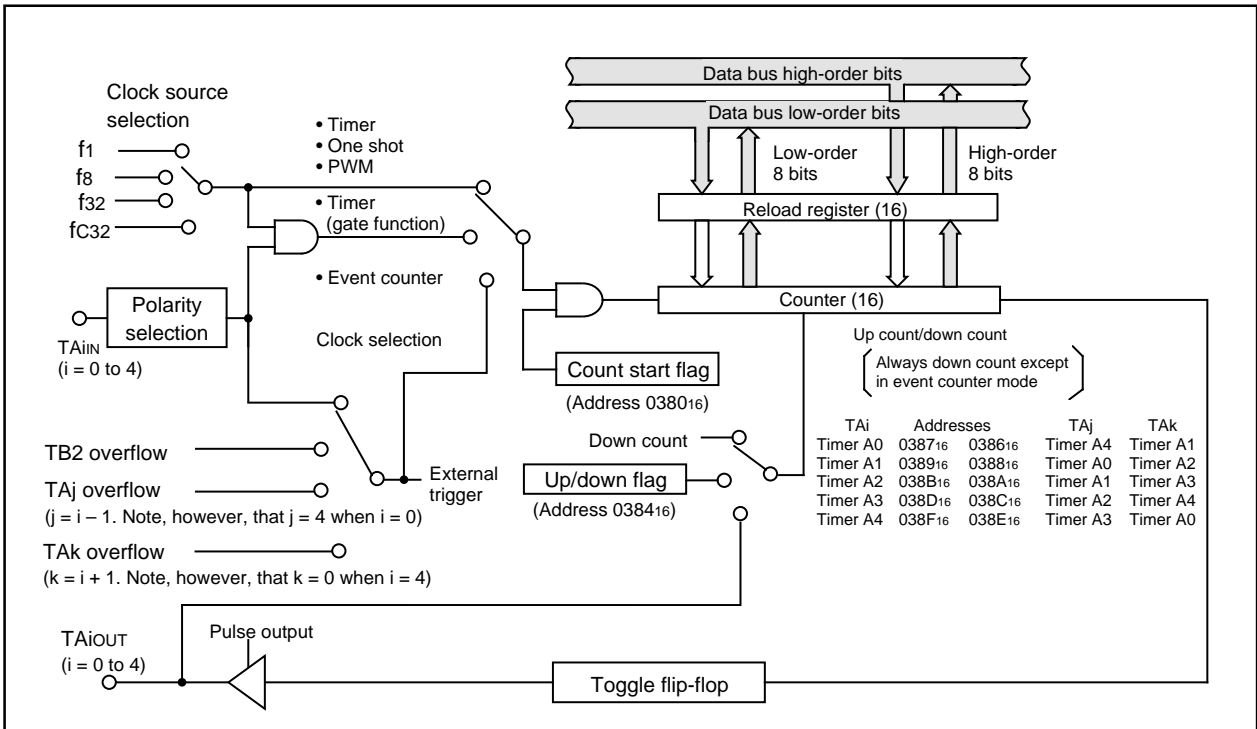 Data bus high-order bits
Data bus low-order bits
Clock source
selection
f1
f8
f32
fC32
• Timer
• One shot
• PWM
• Timer
(gate function)
• Event counter
Low-order
8 bits
High-order
8 bits
Reload register (16)
Counter (16)
Polarity
selection
TAiIN
(i = 0 to 4)
Clock selection
Count start flag
(Address 038016)
Up count/down count
Always down count except
in event counter mode
TAi Addresses TAj TAk
Timer A0 038716 038616 Timer A4 Timer A1
Timer A1 038916 038816 Timer A0 Timer A2
Timer A2 038B16 038A16 Timer A1 Timer A3
Timer A3 038D16 038C16 Timer A2 Timer A4
Timer A4 038F16 038E16 Timer A3 Timer A0
TB2 overflow
TAj overflow
(j = i – 1. Note, however, that j = 4 when i = 0)
TAk overflow
(k = i + 1. Note, however, that k = 0 when i = 4)
External
trigger
Down count
Up/down flag
(Address 038416)
TAiOUT
(i = 0 to 4)
Pulse output
Toggle flip-flop